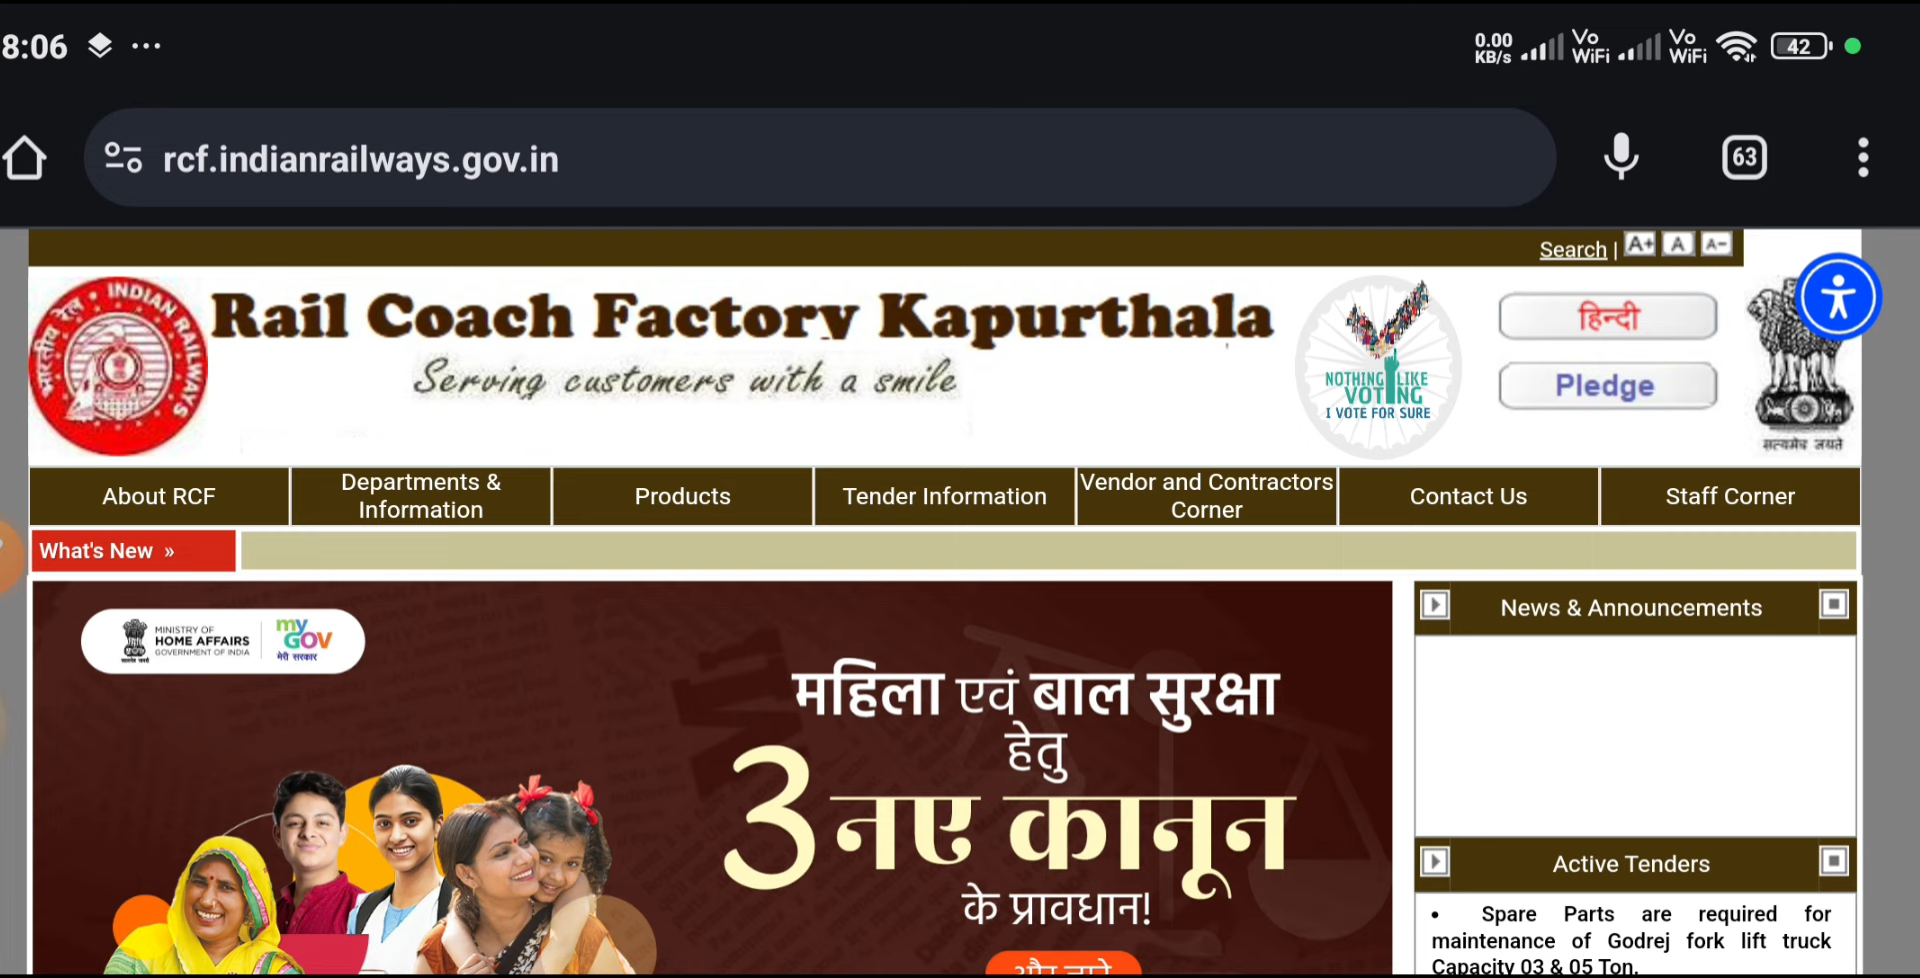 8:06
0.00
KB/s
Vo
WiFi
Vo
WiFi
42
rcf.indianrailways.gov.in
63
Search |
A+
A
A-
भारतीय रेल
INDIAN RAILWAYS
Rail Coach Factory Kapurthala
Serving customers with a smile
NOTHING LIKE
VOTING
I VOTE FOR SURE
हिन्दी
Pledge
सत्यमेव जयते
About RCF
Departments &
Information
Products
Tender Information
Vendor and Contractors
Corner
Contact Us
Staff Corner
What's New »
News & Announcements
MINISTRY OF
HOME AFFAIRS
GOVERNMENT OF INDIA
my
GOV
मेरी सरकार
महिला एवं बाल सुरक्षा
हेतु
3 नए कानून
के प्रावधान!
Active Tenders
• Spare Parts are required for
maintenance of Godrej fork lift truck
Capacity 03 & 05 Ton.